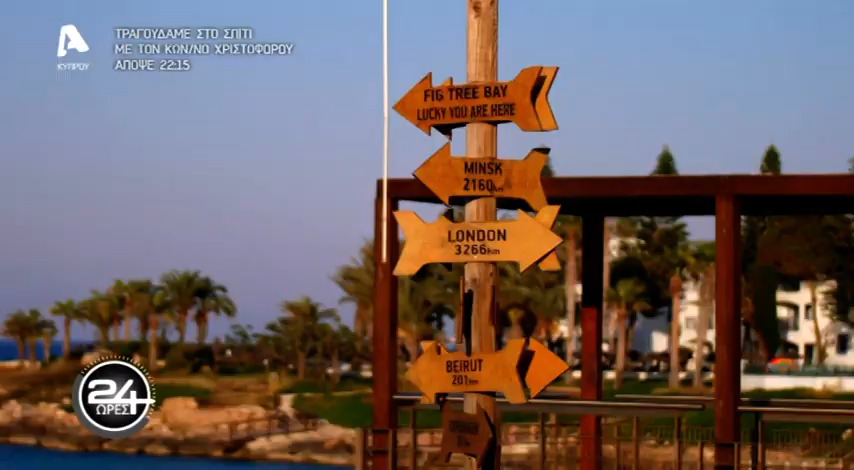 ΤΡΑΓΟΥΔΑΜΕ ΣΤΟ ΣΠΙΤΙ
ΜΕ ΤΟΝ ΚΩΝ/ΝΟ ΧΡΙΣΤΟΦΟΡΟΥ
ΑΠΟΨΕ 22:15
ΚΥΠΡΟΥ
FIG TREE BAY
LUCKY YOU ARE HERE
MINSK
2160km
LONDON
3266km
BEIRUT
201km
24+
ΩΡΕΣ